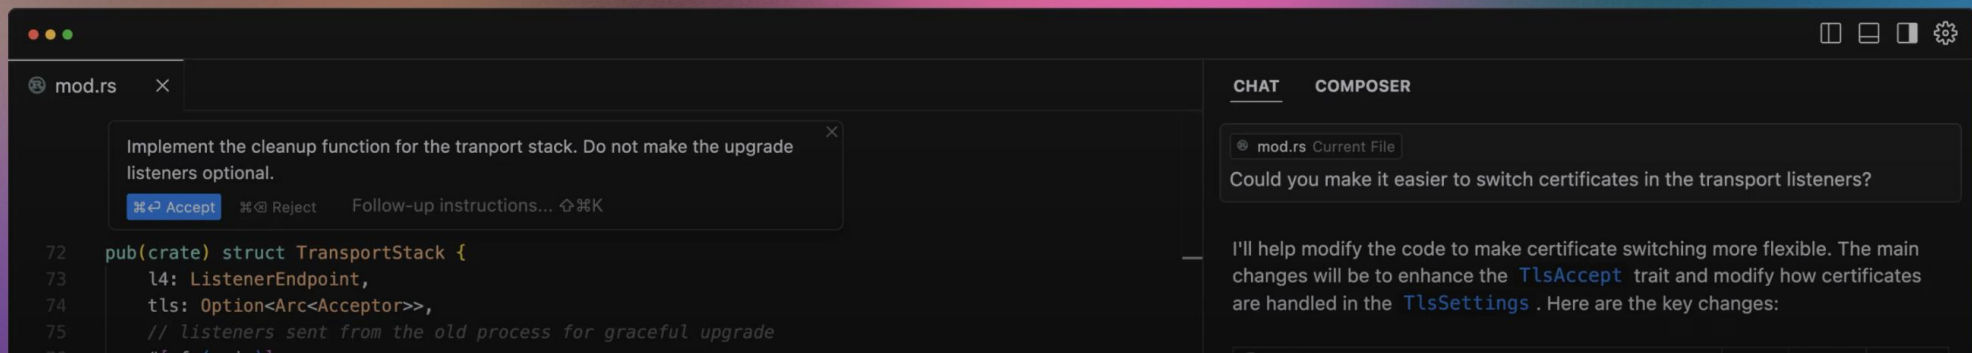 mod.rs
Implement the cleanup function for the tranport stack. Do not make the upgrade
listeners optional.
⌘⏎ Accept ⌘⌫ Reject Follow-up instructions... ⇧⌘K
72 pub(crate) struct TransportStack {
73 l4: ListenerEndpoint,
74 tls: Option<Arc<Acceptor>>,
75 // listeners sent from the old process for graceful upgrade
CHAT COMPOSER
mod.rs Current File
Could you make it easier to switch certificates in the transport listeners?
I'll help modify the code to make certificate switching more flexible. The main
changes will be to enhance the TlsAccept trait and modify how certificates
are handled in the TlsSettings . Here are the key changes: